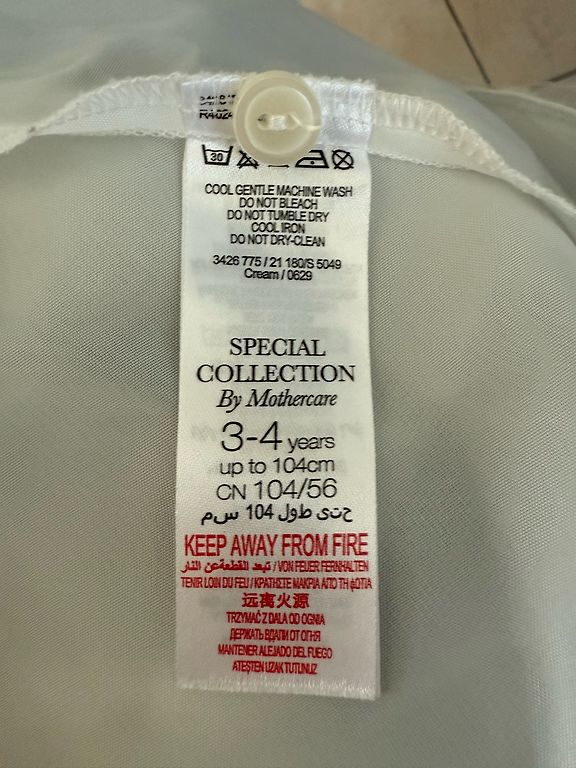 30
COOL GENTLE MACHINE WASH
DO NOT BLEACH
DO NOT TUMBLE DRY
COOL IRON
DO NOT DRY-CLEAN
3426 775 / 21 180/S 5049
Cream / 0629
SPECIAL
COLLECTION
By Mothercare
3-4 years
up to 104cm
CN 104/56
حتى طول 104 سم
KEEP AWAY FROM FIRE
تبعد القطعة عن النار / VON FEUER FERNHALTEN
TENIR LOIN DU FEU / ΚΡΑΤΗΣΤΕ ΜΑΚΡΙΑ ΑΠΟ ΤΗ ΦΩΤΙΑ
远离火源
TRZYMAĆ Z DALA OD OGNIA
ДЕРЖАТЬ ВДАЛИ ОТ ОГНЯ
MANTENER ALEJADO DEL FUEGO
ATEŞTEN UZAK TUTUNUZ